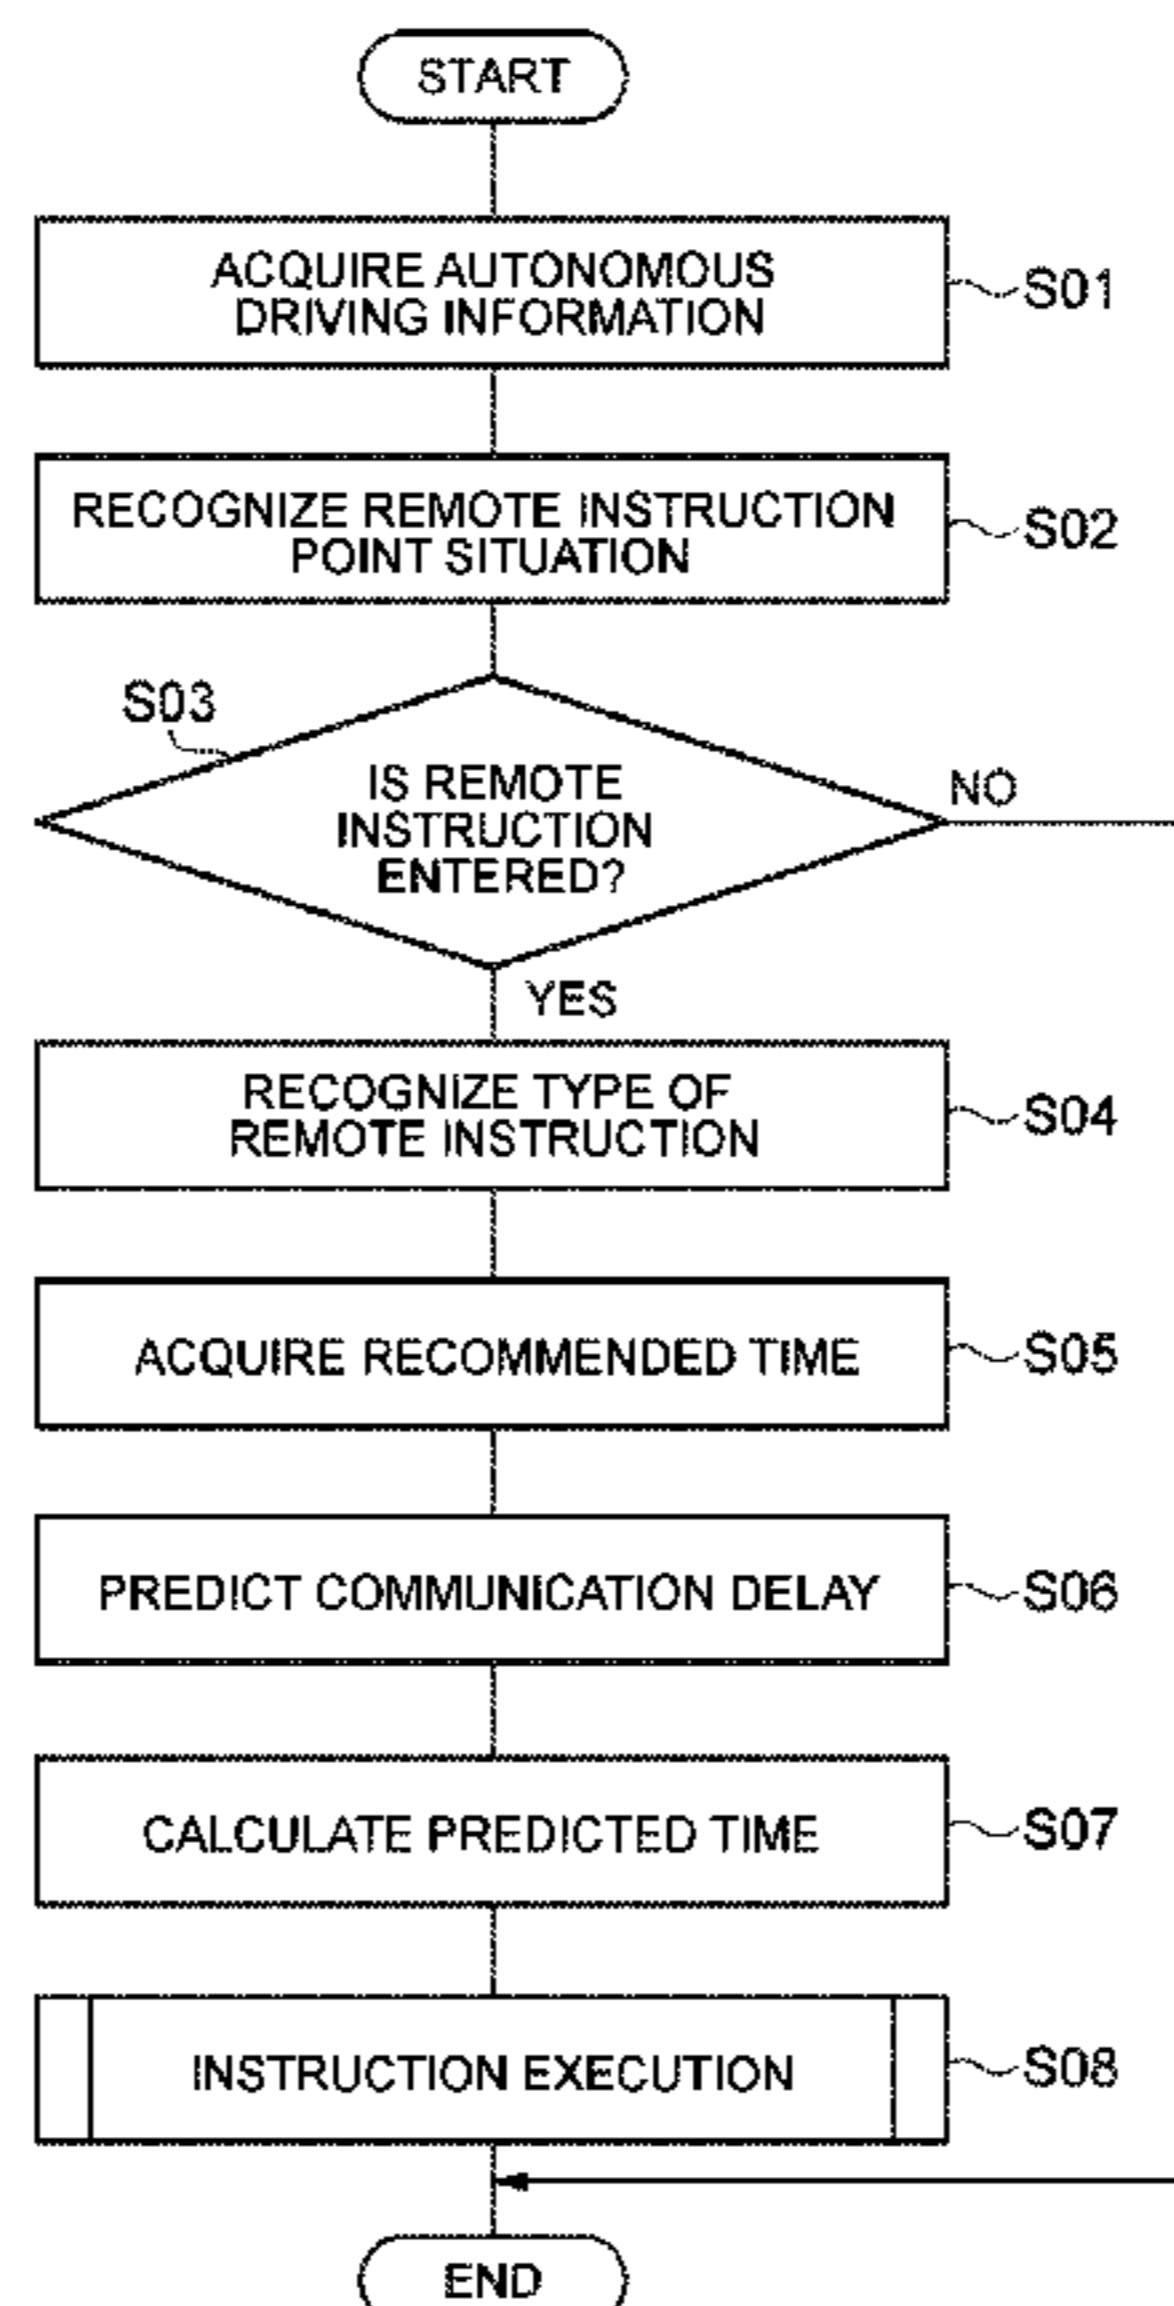 START
ACQUIRE AUTONOMOUS
DRIVING INFORMATION
S01
RECOGNIZE REMOTE INSTRUCTION
POINT SITUATION
S02
S03
IS REMOTE
INSTRUCTION
ENTERED?
NO
YES
RECOGNIZE TYPE OF
REMOTE INSTRUCTION
S04
ACQUIRE RECOMMENDED TIME
S05
PREDICT COMMUNICATION DELAY
S06
CALCULATE PREDICTED TIME
S07
INSTRUCTION EXECUTION
S08
END